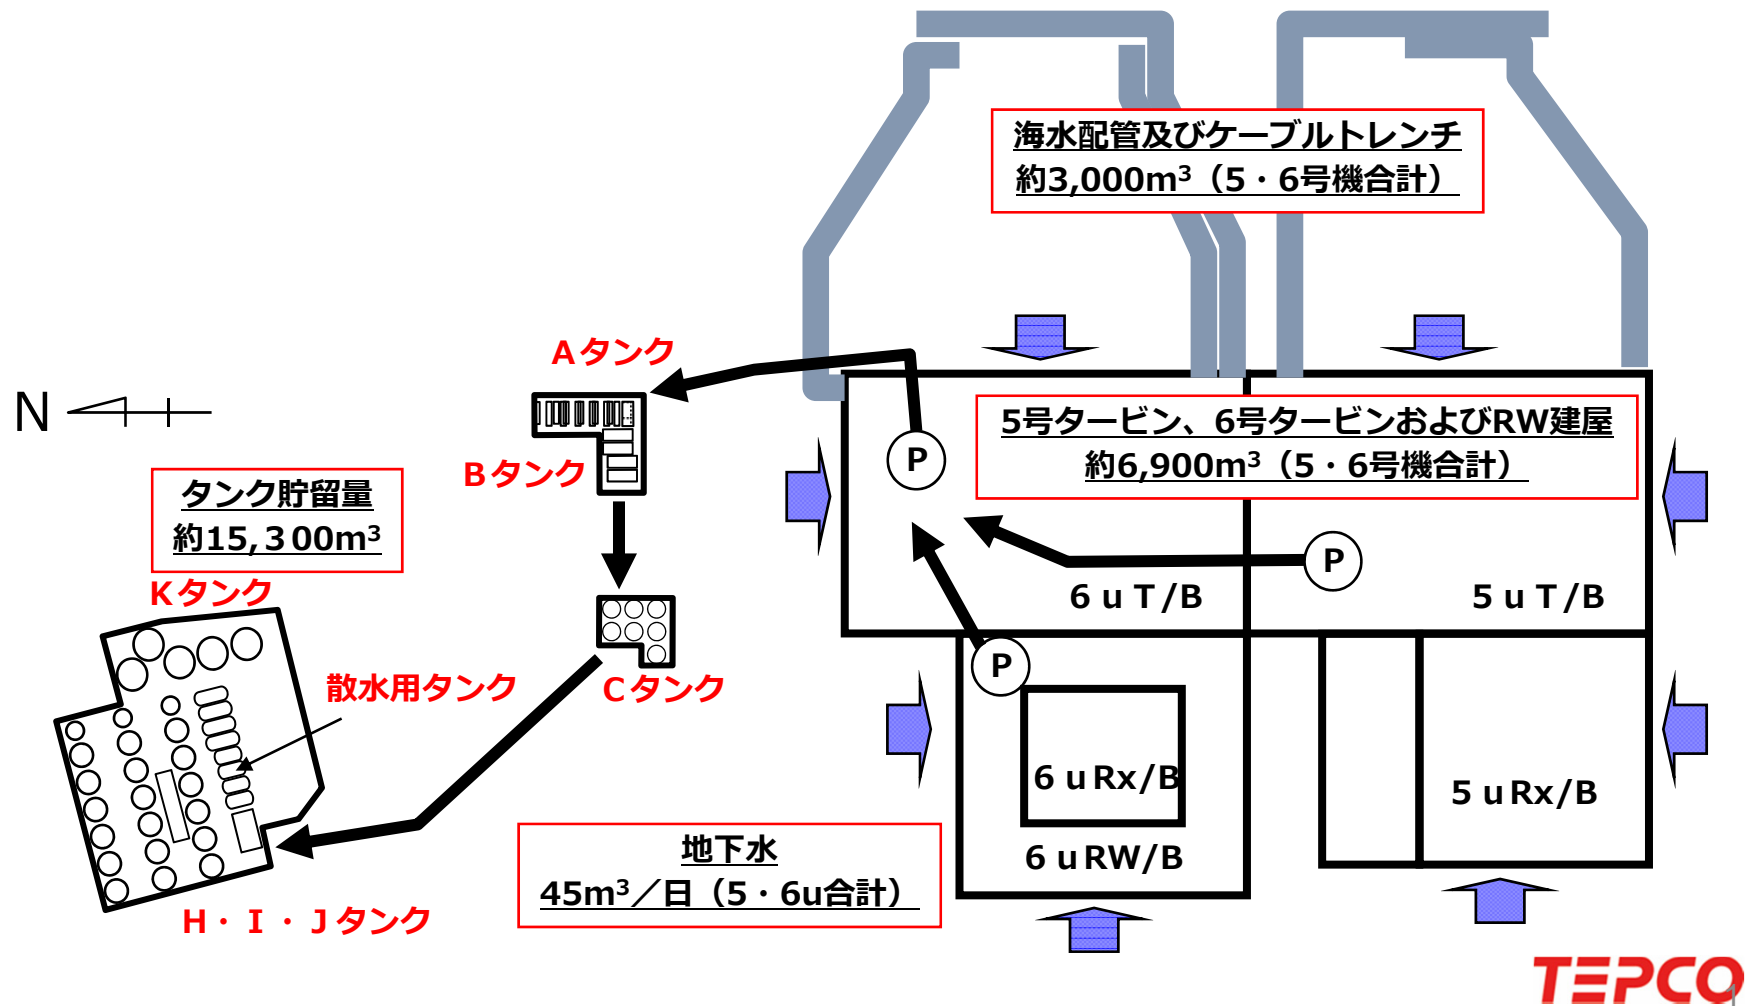 海水配管及びケーブルトレンチ
約3,000m³（5・6号機合計）
Aタンク
N
5号タービン、6号タービンおよびRW建屋
約6,900m³（5・6号機合計）
P
Bタンク
タンク貯留量
約15,３00m³
P
Kタンク
6ｕT/B
5ｕT/B
P
散水用タンク
Cタンク
6ｕRx/B
5ｕRx/B
地下水
45m³／日（5・6u合計）
6ｕRW/B
H・I・Jタンク
TEPCO
1